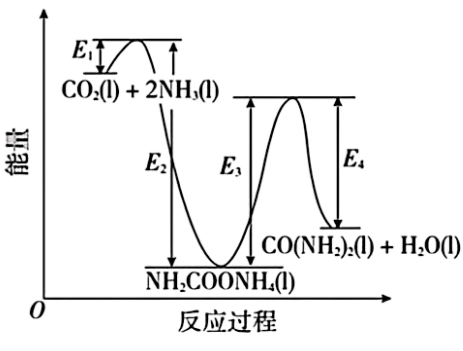 能量
E₁
CO₂(l) + 2NH₃(l)
E₂
E₃
E₄
CO(NH₂)₂(l) + H₂O(l)
NH₂COONH₄(l)
O
反应过程